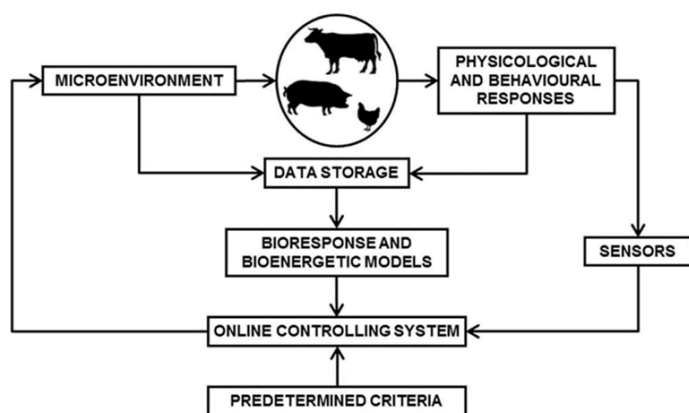 MICROENVIRONMENT
PHYSICOLOGICAL
AND BEHAVIOURAL
RESPONSES
DATA STORAGE
BIORESPONSE AND
BIOENERGETIC MODELS
SENSORS
ONLINE CONTROLLING SYSTEM
PREDETERMINED CRITERIA